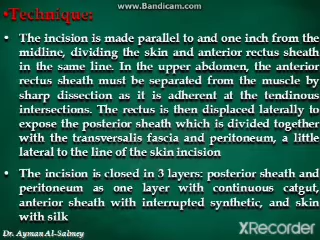 www.Bandicam.com
•Technique:
• The incision is made parallel to and one inch from the
midline, dividing the skin and anterior rectus sheath
in the same line. In the upper abdomen, the anterior
rectus sheath must be separated from the muscle by
sharp dissection as it is adherent at the tendinous
intersections. The rectus is then displaced laterally to
expose the posterior sheath which is divided together
with the transversalis fascia and peritoneum, a little
lateral to the line of the skin incision
• The incision is closed in 3 layers: posterior sheath and
peritoneum as one layer with continuous catgut,
anterior sheath with interrupted synthetic, and skin
with silk
Dr. Ayman Al-Salmey
XRecorder